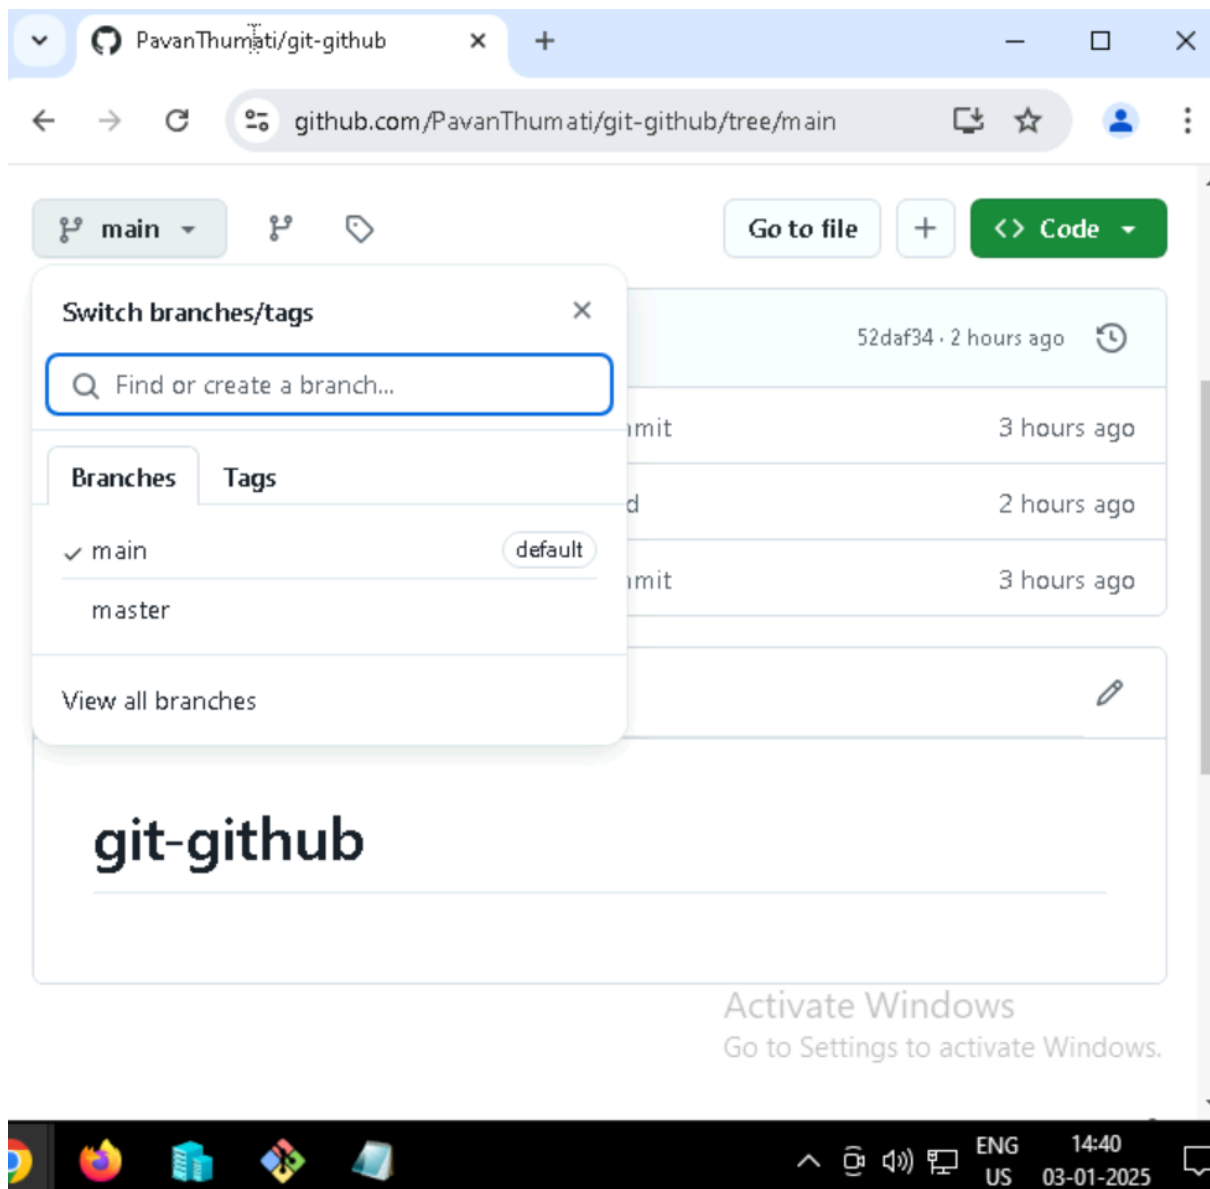 PavanThumati/git-github
github.com/PavanThumati/git-github/tree/main
main
Go to file
Code
Switch branches/tags
52daf34 · 2 hours ago
Find or create a branch...
mit
3 hours ago
Branches
Tags
d
2 hours ago
main
default
mit
3 hours ago
master
View all branches
git-github
Activate Windows
Go to Settings to activate Windows.
ENG
US
14:40
03-01-2025